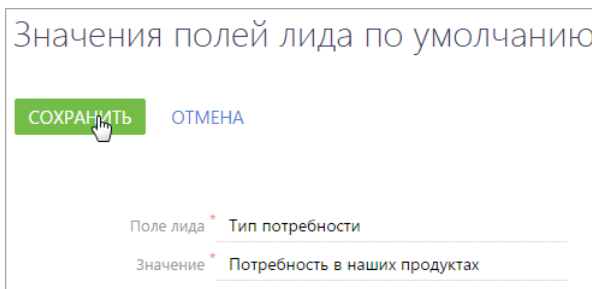 Значения полей лида по умолчанию
СОХРАНИТЬ ОТМЕНА
Поле лида * Тип потребности
Значение * Потребность в наших продуктах